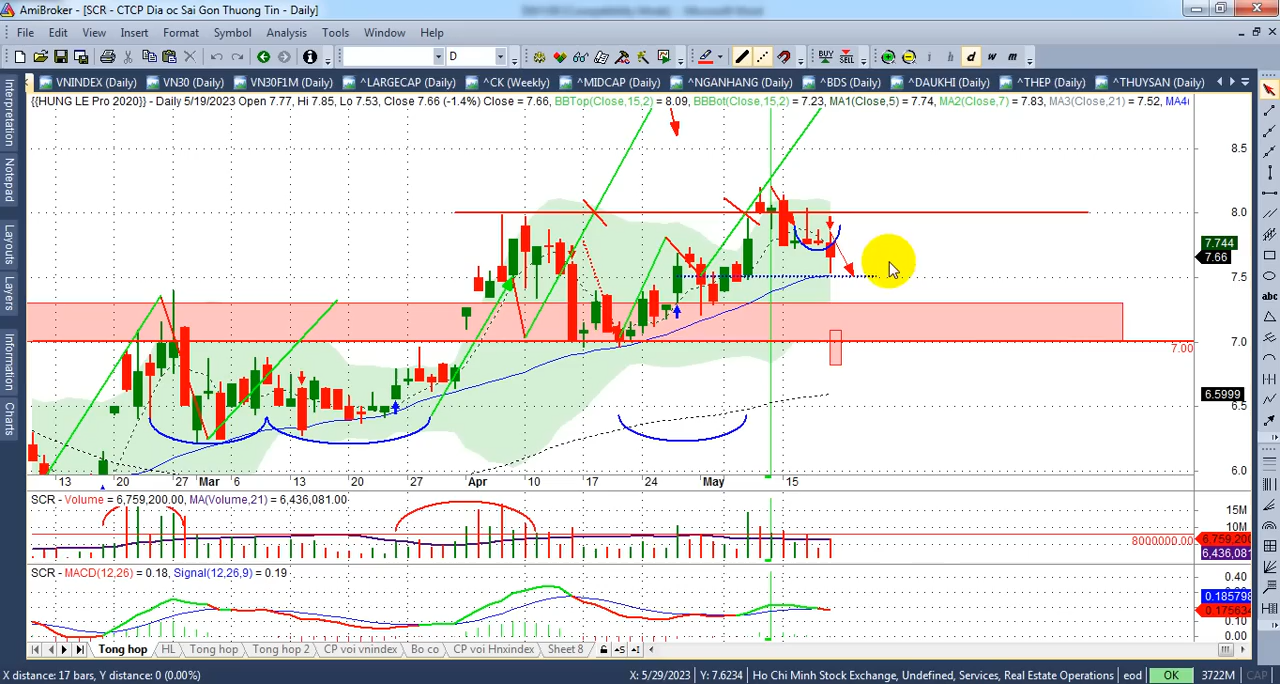 AmiBroker - [SCR - CTCP Dia oc Sai Gon Thuong Tin - Daily]
File Edit View Insert Format Symbol Analysis Tools Window Help
D BUY SELL i h d w m
VNINDEX (Daily) VN30 (Daily) VN30F1M (Daily) ^LARGECAP (Daily) ^CK (Weekly) ^MIDCAP (Daily) ^NGANHANG (Daily) ^BDS (Daily) ^DAUKHI (Daily) ^THEP (Daily) ^THUYSAN (Daily)
{{HUNG LE Pro 2020}} - Daily 5/19/2023 Open 7.77, Hi 7.85, Lo 7.53, Close 7.66 (-1.4%) Close = 7.66, BBTop(Close,15,2) = 8.09, BBBot(Close,15,2) = 7.23, MA1(Close,5) = 7.74, MA2(Close,7) = 7.83, MA3(Close,21) = 7.52, MA4(
Interpretation
Notepad
Layouts
Layers
Information
Charts
abc
8.5
8.0
7.744
7.66
7.5
7.0
7.00
6.5999
6.5
6.0
13 20 27 Mar 6 13 20 27 Apr 10 17 24 May 15
SCR - Volume = 6,759,200.00, MA(Volume,21) = 6,436,081.00
15M
10M
8000000.00
6,759,200
6,436,081
SCR - MACD(12,26) = 0.18, Signal(12,26,9) = 0.19
0.40
0.185798
0.175634
0.10
0.00
Tong hop HL Tong hop Tong hop 2 CP voi vnindex Bo co CP voi Hnxindex Sheet 8
X distance: 17 bars, Y distance: 0 (0.00%) X: 5/29/2023 Y: 7.6234 Ho Chi Minh Stock Exchange, Undefined, Services, Real Estate Operations eod OK 3722M CAP